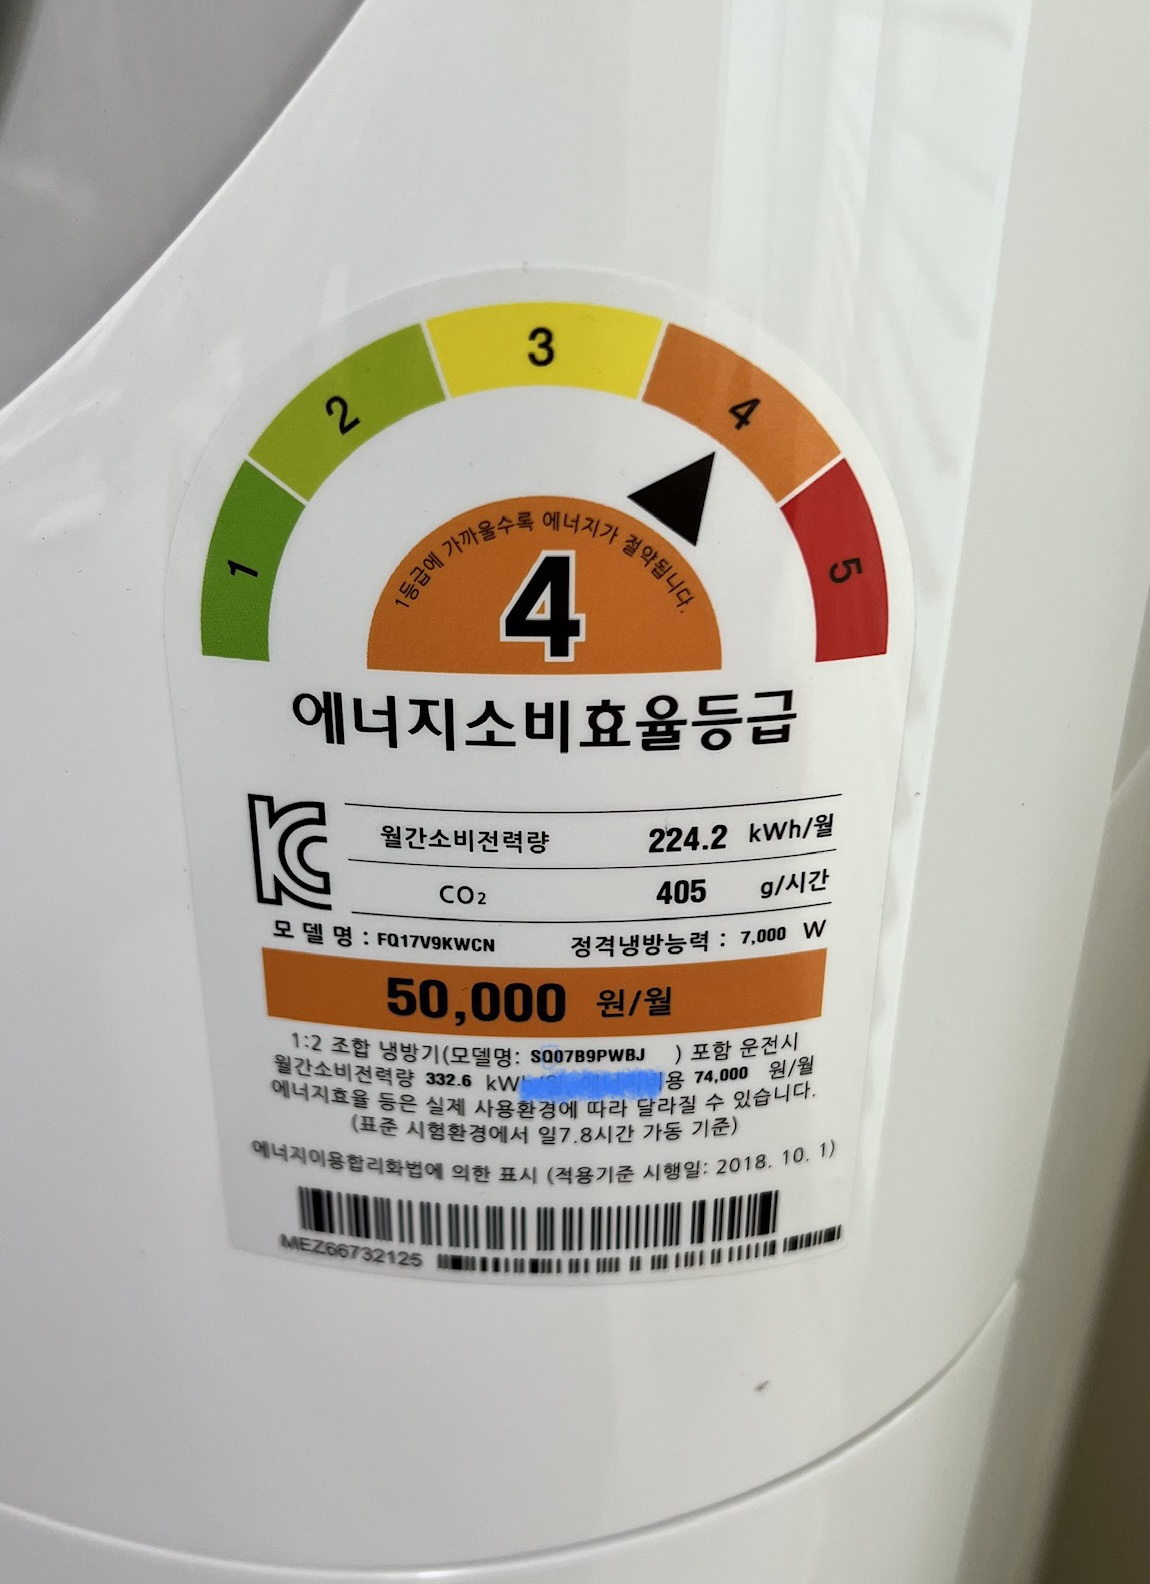 1
2
3
4
5
1등급에 가까울수록 에너지가 절약됩니다.
4
에너지소비효율등급
월간소비전력량 224.2 kWh/월
CO₂ 405 g/시간
모델명 : FQ17V9KWCN 정격냉방능력 : 7,000 W
50,000 원/월
1:2 조합 냉방기(모델명: SQ07B9PWBJ ) 포함 운전시
월간소비전력량 332.6 kWh 용 74,000 원/월
에너지효율 등은 실제 사용환경에 따라 달라질 수 있습니다.
(표준 시험환경에서 일7.8시간 가동 기준)
에너지이용합리화법에 의한 표시 (적용기준 시행일: 2018. 10. 1)
MEZ66732125